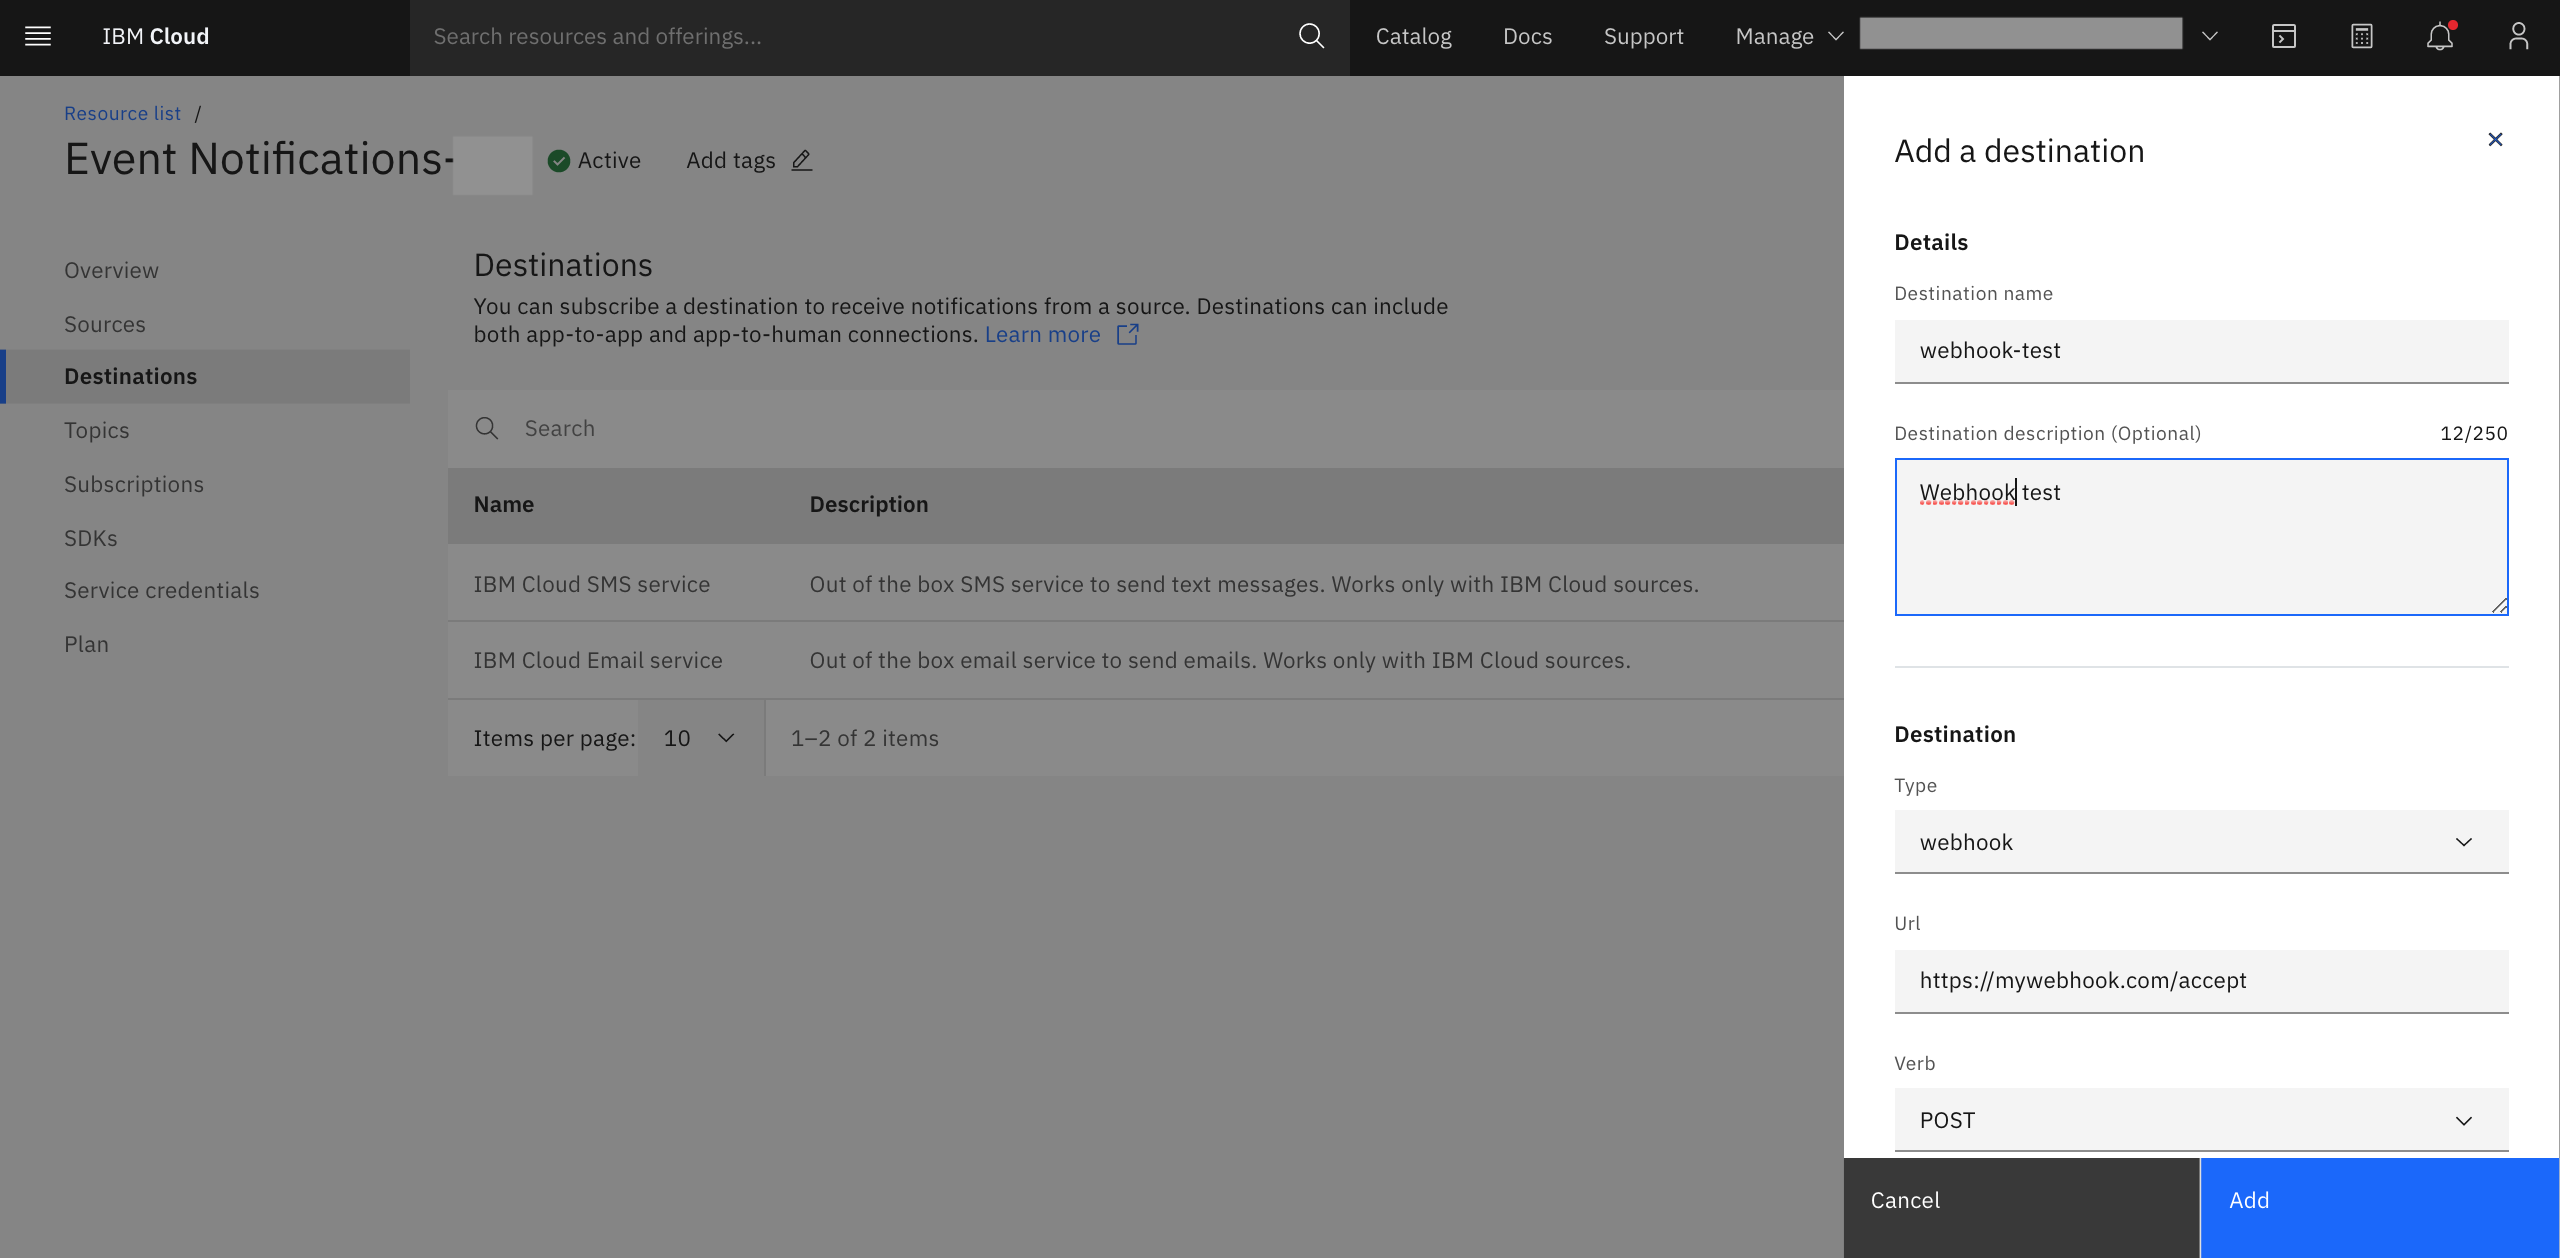 IBM Cloud
Search resources and offerings...
Catalog
Docs
Support
Manage
Resource list /
Event Notifications-
Active
Add tags
Overview
Sources
Destinations
Topics
Subscriptions
SDKs
Service credentials
Plan
Destinations
You can subscribe a destination to receive notifications from a source. Destinations can include
both app-to-app and app-to-human connections. Learn more
Search
Name Description
IBM Cloud SMS service Out of the box SMS service to send text messages. Works only with IBM Cloud sources.
IBM Cloud Email service Out of the box email service to send emails. Works only with IBM Cloud sources.
Items per page: 10 1–2 of 2 items
Add a destination
Details
Destination name
webhook-test
Destination description (Optional) 12/250
Webhook test
Destination
Type
webhook
Url
https://mywebhook.com/accept
Verb
POST
Cancel
Add